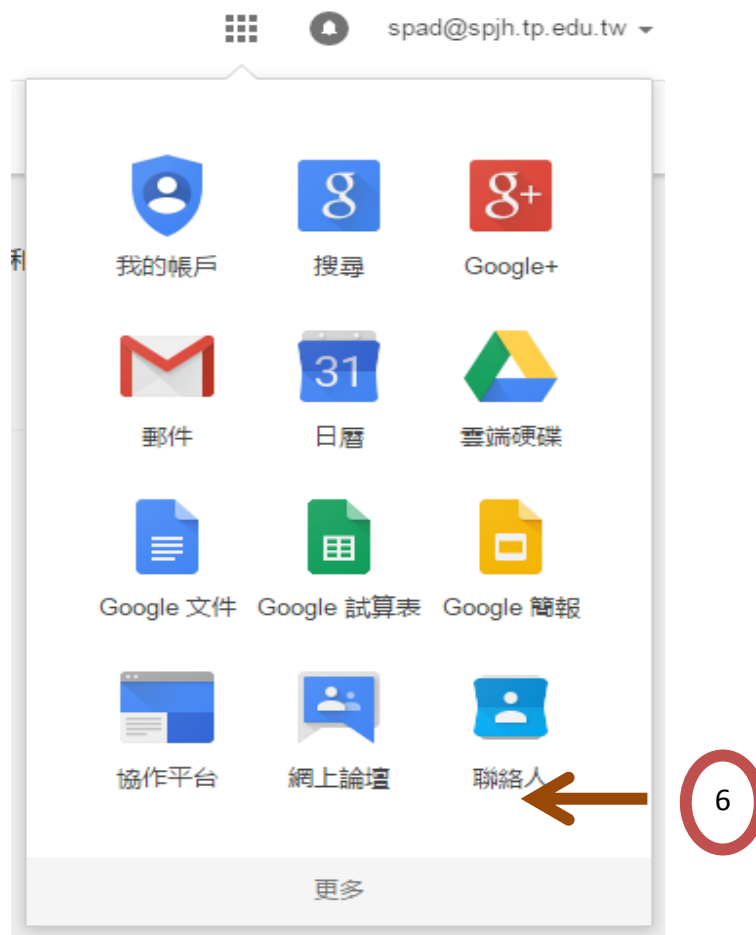 spad@spjh.tp.edu.tw
g
g+
我的帳戶
搜尋
Google+
31
郵件
日曆
雲端硬碟
Google 文件
Google 試算表
Google 簡報
協作平台
網上論壇
聯絡人
6
更多